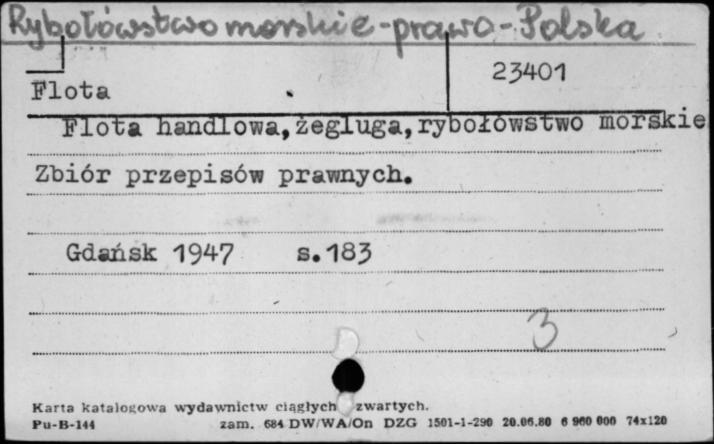 Rybołówstwo morskie - prawo - Polska
23401
Flota
Flota handlowa, żegluga, rybołówstwo morskie
Zbiór przepisów prawnych.
Gdańsk 1947 s.183
3
Karta katalogowa wydawnictw ciągłych zwartych.
Pu-B-144 zam. 684 DW/WA/On DZG 1501-1-290 20.06.80 6 960 000 74x120